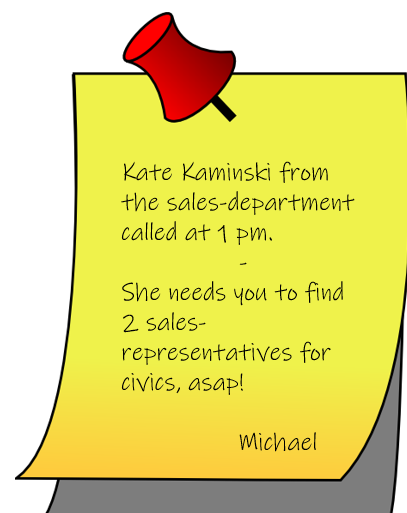 Kate Kaminski from
the sales-department
called at 1 pm.
-
She needs you to find
2 sales-
representatives for
civics, asap!
Michael